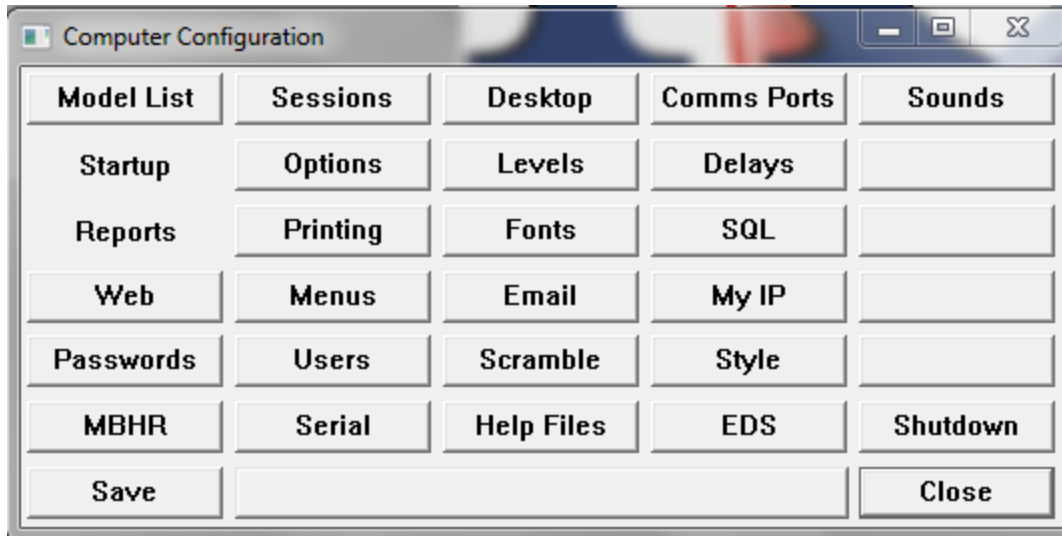 Computer Configuration
Model List Sessions Desktop Comms Ports Sounds
Startup Options Levels Delays
Reports Printing Fonts SQL
Web Menus Email My IP
Passwords Users Scramble Style
MBHR Serial Help Files EDS Shutdown
Save Close